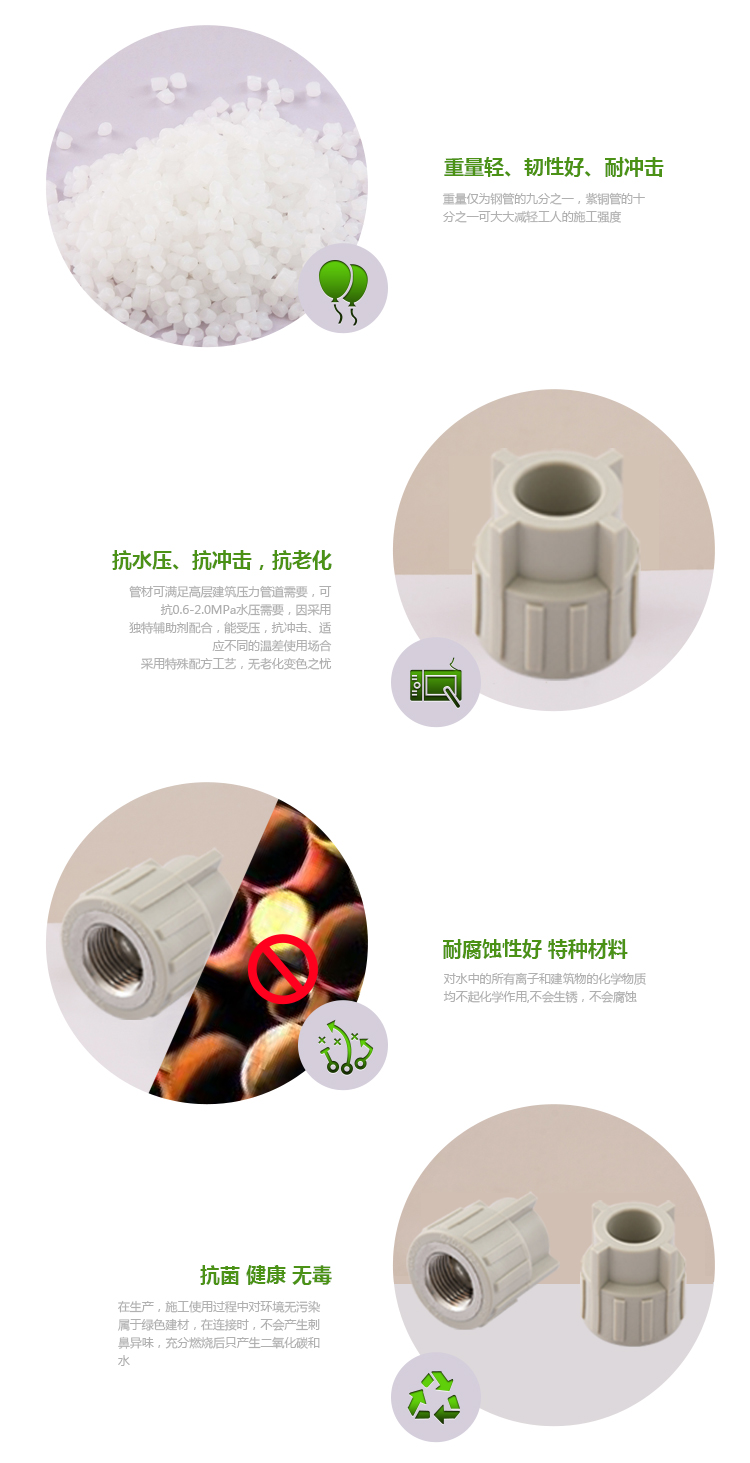 重量轻、韧性好、耐冲击
重量仅为钢管的九分之一，紫铜管的十
分之一可大大减轻工人的施工强度
抗水压、抗冲击，抗老化
管材可满足高层建筑压力管道需要，可
抗0.6-2.0MPa水压需要，因采用
独特辅助剂配合，能受压，抗冲击、适
应不同的温差使用场合
采用特殊配方工艺，无老化变色之忧
耐腐蚀性好 特种材料
对水中的所有离子和建筑物的化学物质
均不起化学作用,不会生锈，不会腐蚀
抗菌 健康 无毒
在生产，施工使用过程中对环境无污染
属于绿色建材，在连接时，不会产生刺
鼻异味，充分燃烧后只产生二氧化碳和
水